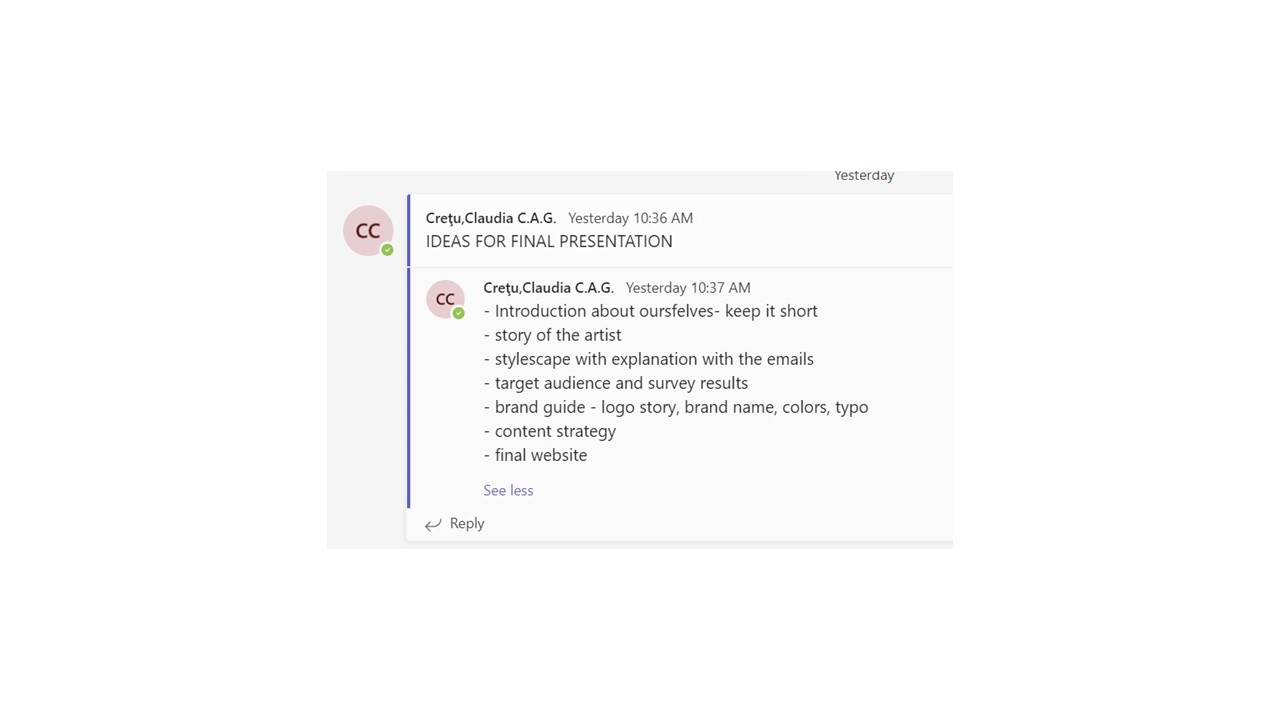 Yesterday
CC
Creţu,Claudia C.A.G. Yesterday 10:36 AM
IDEAS FOR FINAL PRESENTATION
CC
Creţu,Claudia C.A.G. Yesterday 10:37 AM
- Introduction about oursfelves- keep it short
- story of the artist
- stylescape with explanation with the emails
- target audience and survey results
- brand guide - logo story, brand name, colors, typo
- content strategy
- final website
See less
Reply